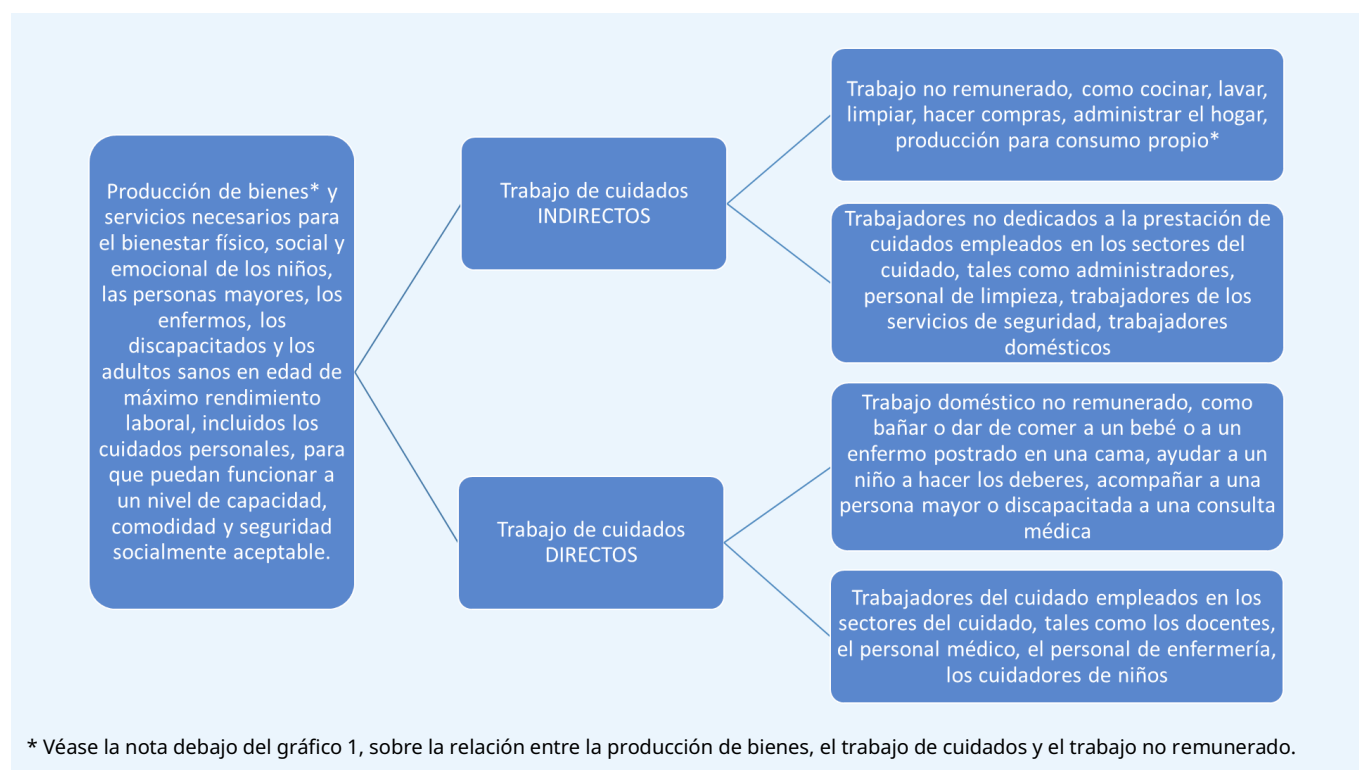 Producción de bienes* y
servicios necesarios para
el bienestar físico, social y
emocional de los niños,
las personas mayores, los
enfermos, los
discapacitados y los
adultos sanos en edad de
máximo rendimiento
laboral, incluidos los
cuidados personales, para
que puedan funcionar a
un nivel de capacidad,
comodidad y seguridad
socialmente aceptable.
Trabajo de cuidados
INDIRECTOS
Trabajo no remunerado, como cocinar, lavar,
limpiar, hacer compras, administrar el hogar,
producción para consumo propio*
Trabajadores no dedicados a la prestación de
cuidados empleados en los sectores del
cuidado, tales como administradores,
personal de limpieza, trabajadores de los
servicios de seguridad, trabajadores
domésticos
Trabajo de cuidados
DIRECTOS
Trabajo doméstico no remunerado, como
bañar o dar de comer a un bebé o a un
enfermo postrado en una cama, ayudar a un
niño a hacer los deberes, acompañar a una
persona mayor o discapacitada a una consulta
médica
Trabajadores del cuidado empleados en los
sectores del cuidado, tales como los docentes,
el personal médico, el personal de enfermería,
los cuidadores de niños
* Véase la nota debajo del gráfico 1, sobre la relación entre la producción de bienes, el trabajo de cuidados y el trabajo no remunerado.